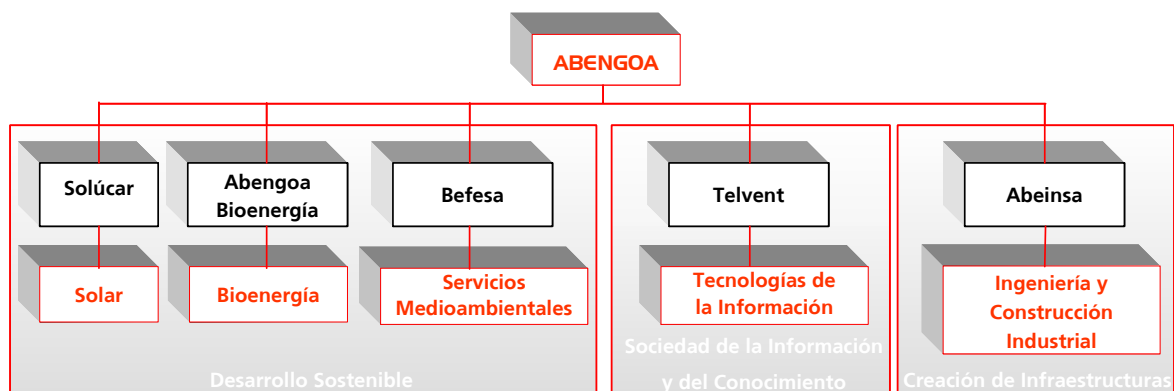 ABENGOA
Solúcar
Abengoa
Bioenergía
Befesa
Telvent
Abeinsa
Solar
Bioenergía
Servicios
Medioambientales
Tecnologías de
la Información
Ingeniería y
Construcción
Industrial
Desarrollo Sostenible
Sociedad de la Información
y del Conocimiento
Creación de Infraestructuras